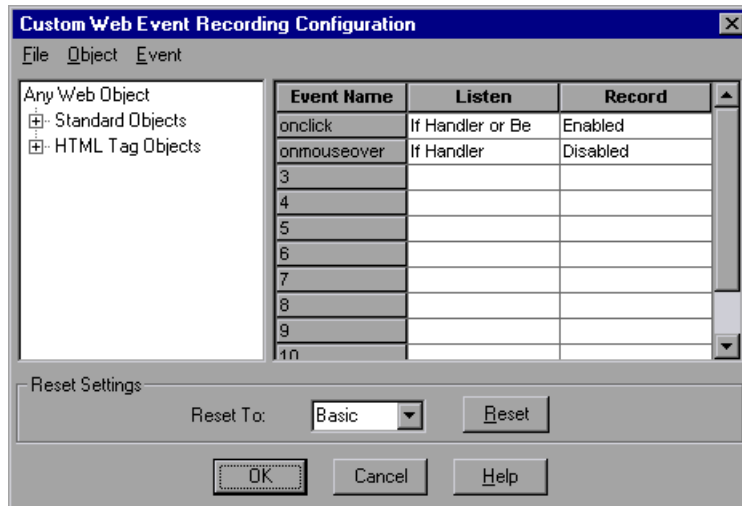 Custom Web Event Recording Configuration
File Object Event
Any Web Object
Standard Objects
HTML Tag Objects
Event Name Listen Record
onclick If Handler or Be Enabled
onmouseover If Handler Disabled
3
4
5
6
7
8
9
10
Reset Settings
Reset To: Basic Reset
OK Cancel Help